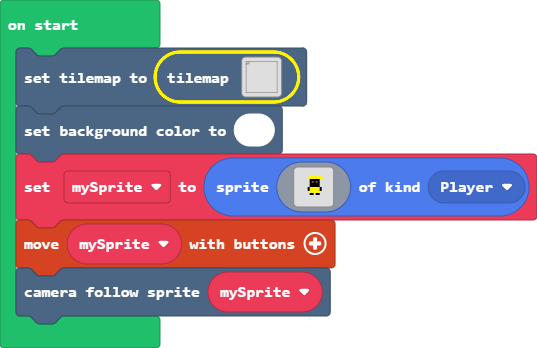 on start
set tilemap to tilemap
set background color to
set mySprite to sprite of kind Player
move mySprite with buttons
camera follow sprite mySprite